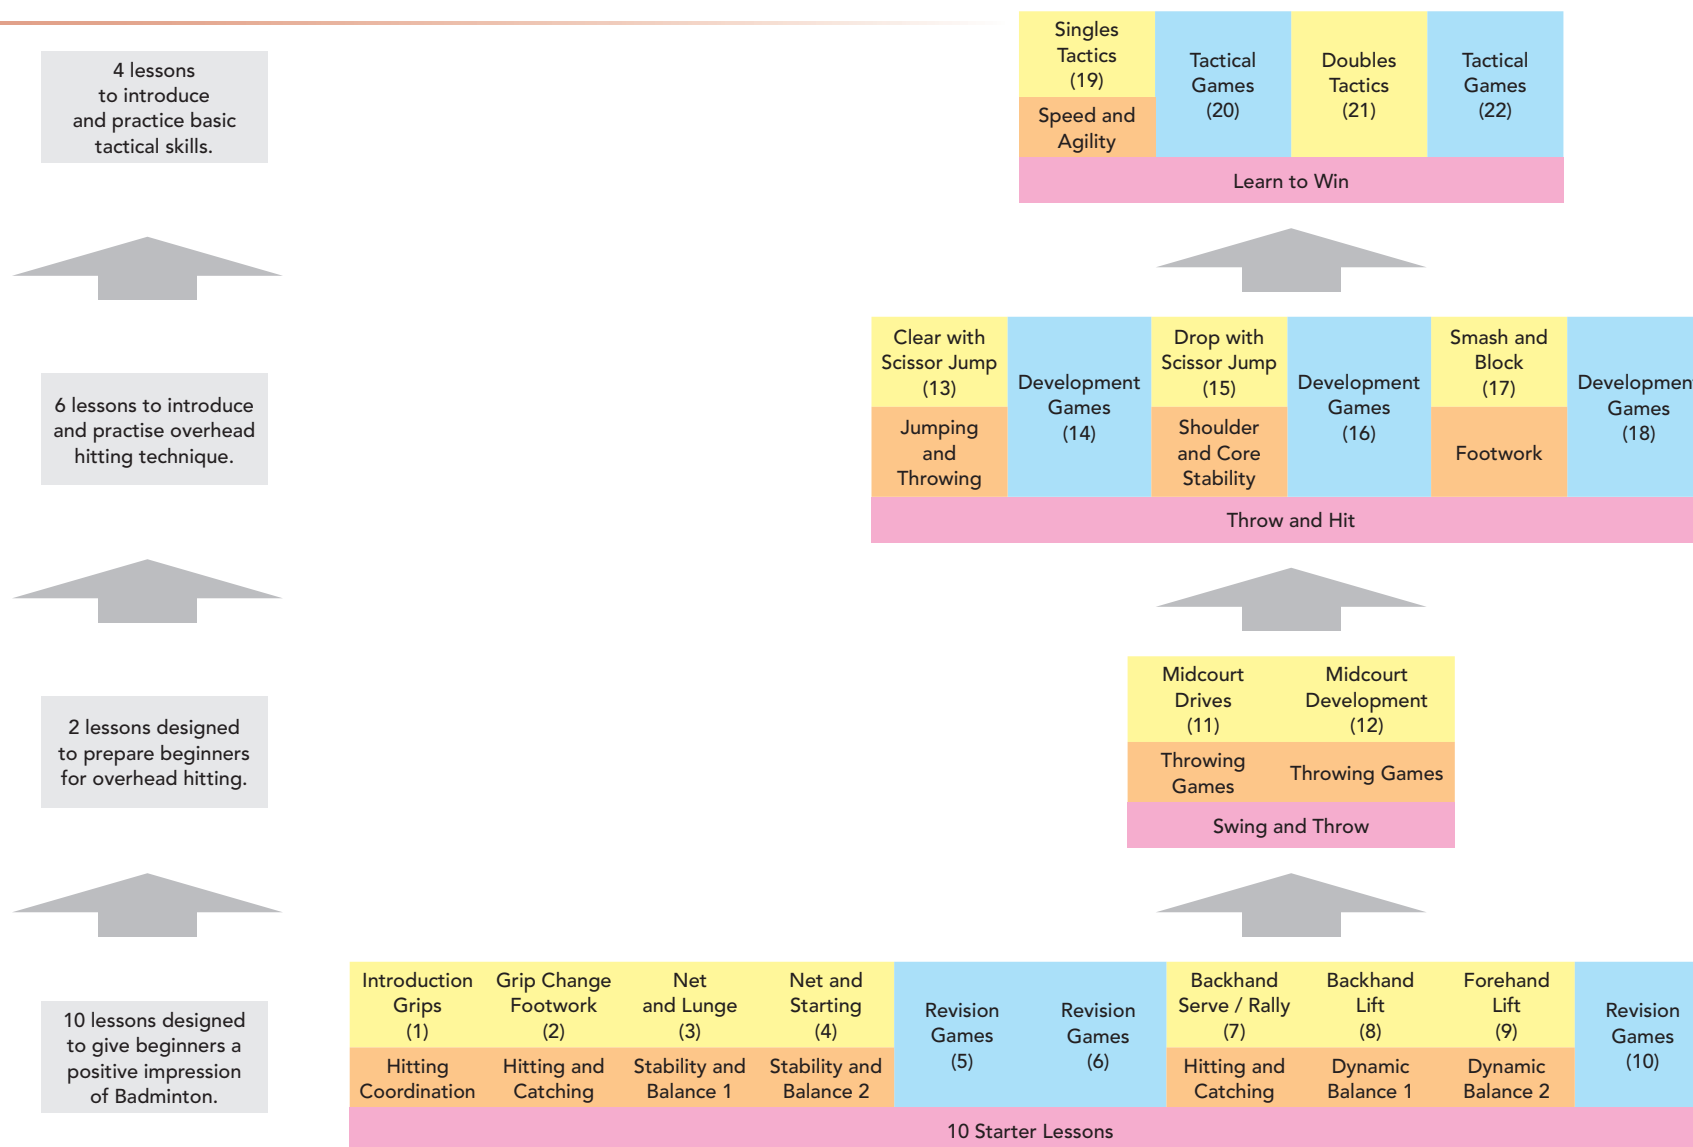 4 lessons
to introduce
and practice basic
tactical skills.
Singles
Tactics
(19)
Speed and
Agility
Tactical
Games
(20)
Doubles
Tactics
(21)
Tactical
Games
(22)
Learn to Win
6 lessons to introduce
and practise overhead
hitting technique.
Clear with
Scissor Jump
(13)
Jumping
and
Throwing
Development
Games
(14)
Drop with
Scissor Jump
(15)
Shoulder
and Core
Stability
Development
Games
(16)
Smash and
Block
(17)
Footwork
Development
Games
(18)
Throw and Hit
2 lessons designed
to prepare beginners
for overhead hitting.
Midcourt
Drives
(11)
Throwing
Games
Midcourt
Development
(12)
Throwing Games
Swing and Throw
10 lessons designed
to give beginners a
positive impression
of Badminton.
Introduction
Grips
(1)
Hitting
Coordination
Grip Change
Footwork
(2)
Hitting and
Catching
Net
and Lunge
(3)
Stability and
Balance 1
Net and
Starting
(4)
Stability and
Balance 2
Revision
Games
(5)
Revision
Games
(6)
Backhand
Serve / Rally
(7)
Hitting and
Catching
Backhand
Lift
(8)
Dynamic
Balance 1
Forehand
Lift
(9)
Dynamic
Balance 2
Revision
Games
(10)
10 Starter Lessons